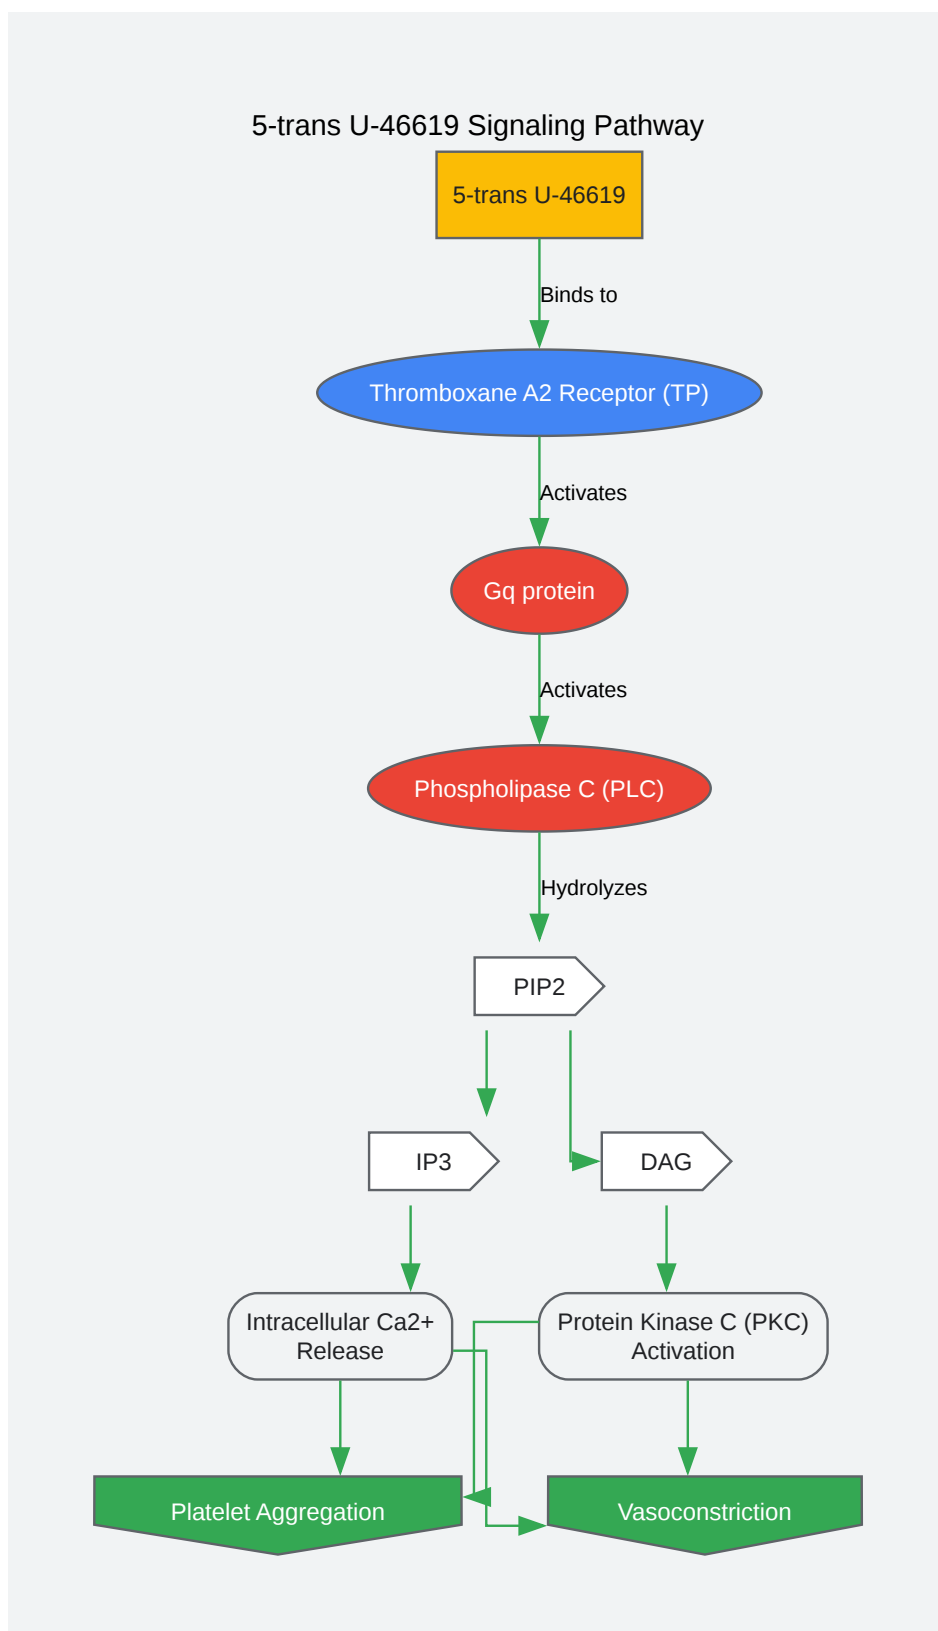 5-trans U-46619 Signaling Pathway
5-trans U-46619
Binds to
Thromboxane A2 Receptor (TP)
Activates
Gq protein
Activates
Phospholipase C (PLC)
Hydrolyzes
PIP2
IP3
DAG
Intracellular Ca2+
Release
Protein Kinase C (PKC)
Activation
Platelet Aggregation
Vasoconstriction